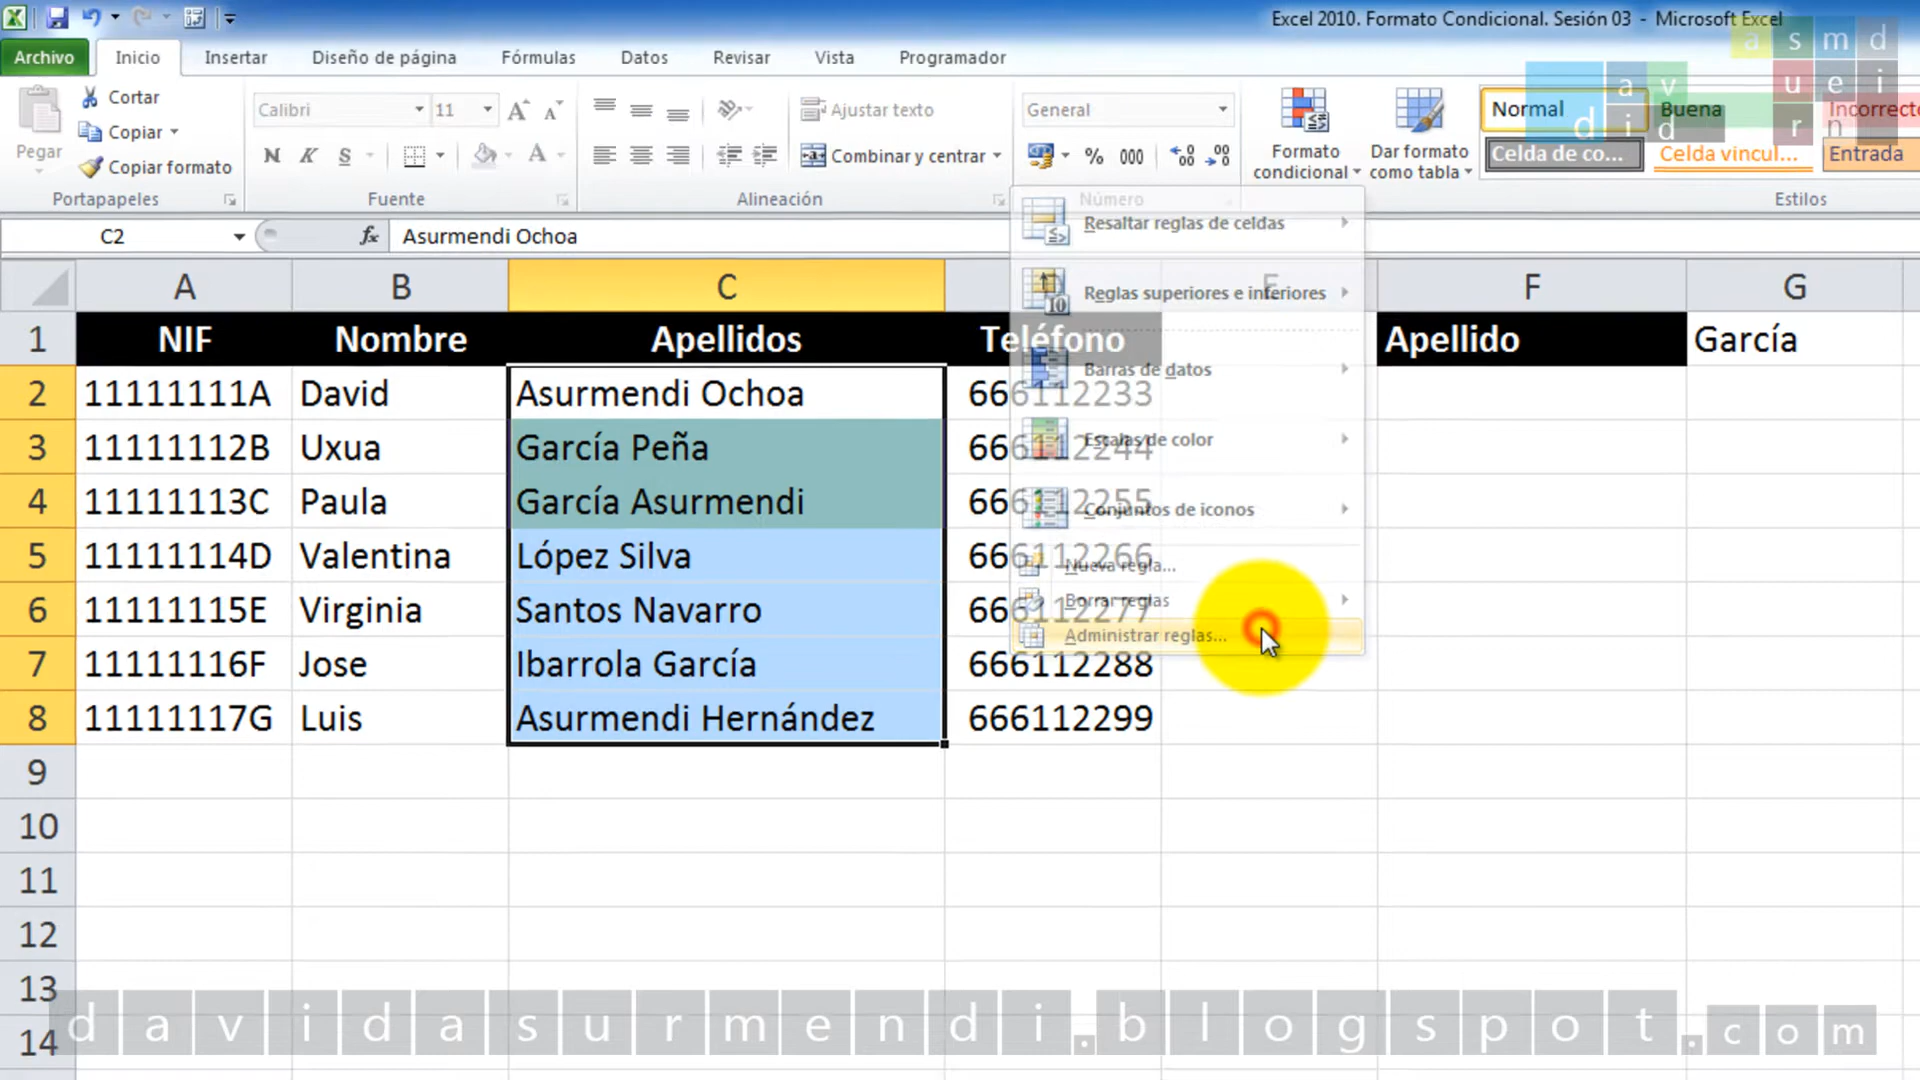 Excel 2010. Formato Condicional. Sesión 03 - Microsoft Excel
Archivo Inicio Insertar Diseño de página Fórmulas Datos Revisar Vista Programador
Pegar
Cortar
Copiar
Copiar formato
Portapapeles
Calibri 11
N K S
Fuente
Ajustar texto
Combinar y centrar
Alineación
General
% 000
Número
Formato condicional
Dar formato como tabla
Normal Buena Incorrecto
Celda de co... Celda vincul... Entrada
Estilos
a s m d
a v u e i
d i d r n
C2 fx Asurmendi Ochoa
Resaltar reglas de celdas
Reglas superiores e inferiores
Barras de datos
Escalas de color
Conjuntos de iconos
Nueva regla...
Borrar reglas
Administrar reglas...
A B C E F G
1 NIF Nombre Apellidos Teléfono Apellido García
2 11111111A David Asurmendi Ochoa 666112233
3 11111112B Uxua García Peña 666112244
4 11111113C Paula García Asurmendi 666112255
5 11111114D Valentina López Silva 666112266
6 11111115E Virginia Santos Navarro 666112277
7 11111116F Jose Ibarrola García 666112288
8 11111117G Luis Asurmendi Hernández 666112299
9
10
11
12
13
14
davidasurmendi.blogspot.com